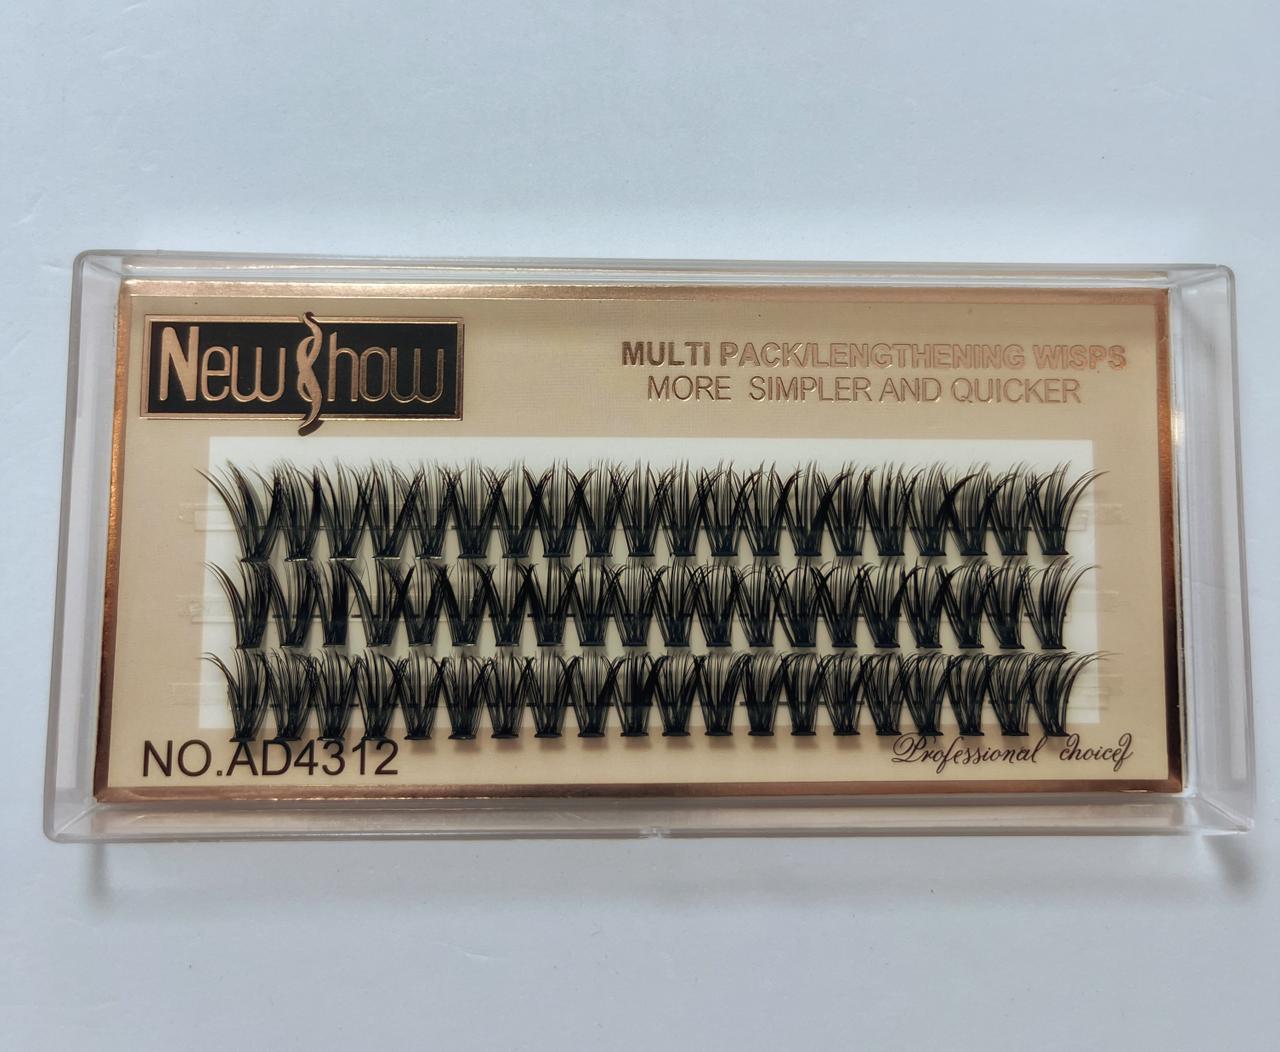 NewShow
MULTI PACK/LENGTHENING WISPS
MORE SIMPLER AND QUICKER
NO.AD4312
Professional choice